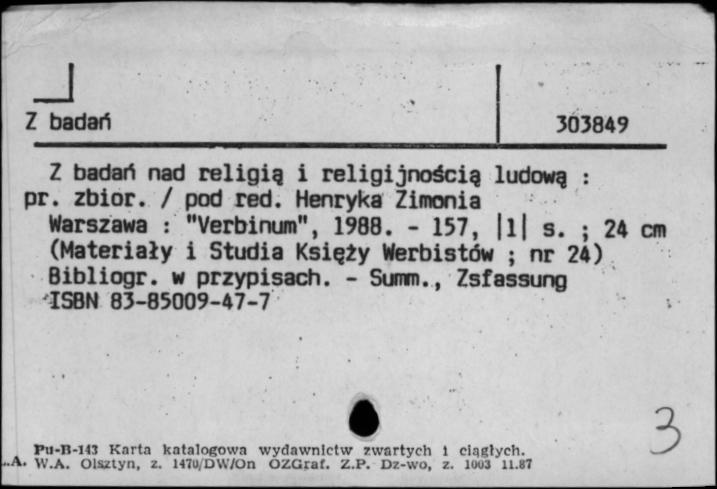 Z badań 303849
Z badań nad religią i religijnością ludową :
pr. zbior. / pod red. Henryka Zimonia
Warszawa : "Verbinum", 1988. - 157, |1| s. ; 24 cm
(Materiały i Studia Księży Werbistów ; nr 24)
Bibliogr. w przypisach. - Summ., Zsfassung
ISBN 83-85009-47-7
3
Pu-B-143 Karta katalogowa wydawnictw zwartych i ciągłych.
W.A. Olsztyn, z. 1470/DW/On OZGraf. Z.P. Dz-wo, z. 1003 11.87